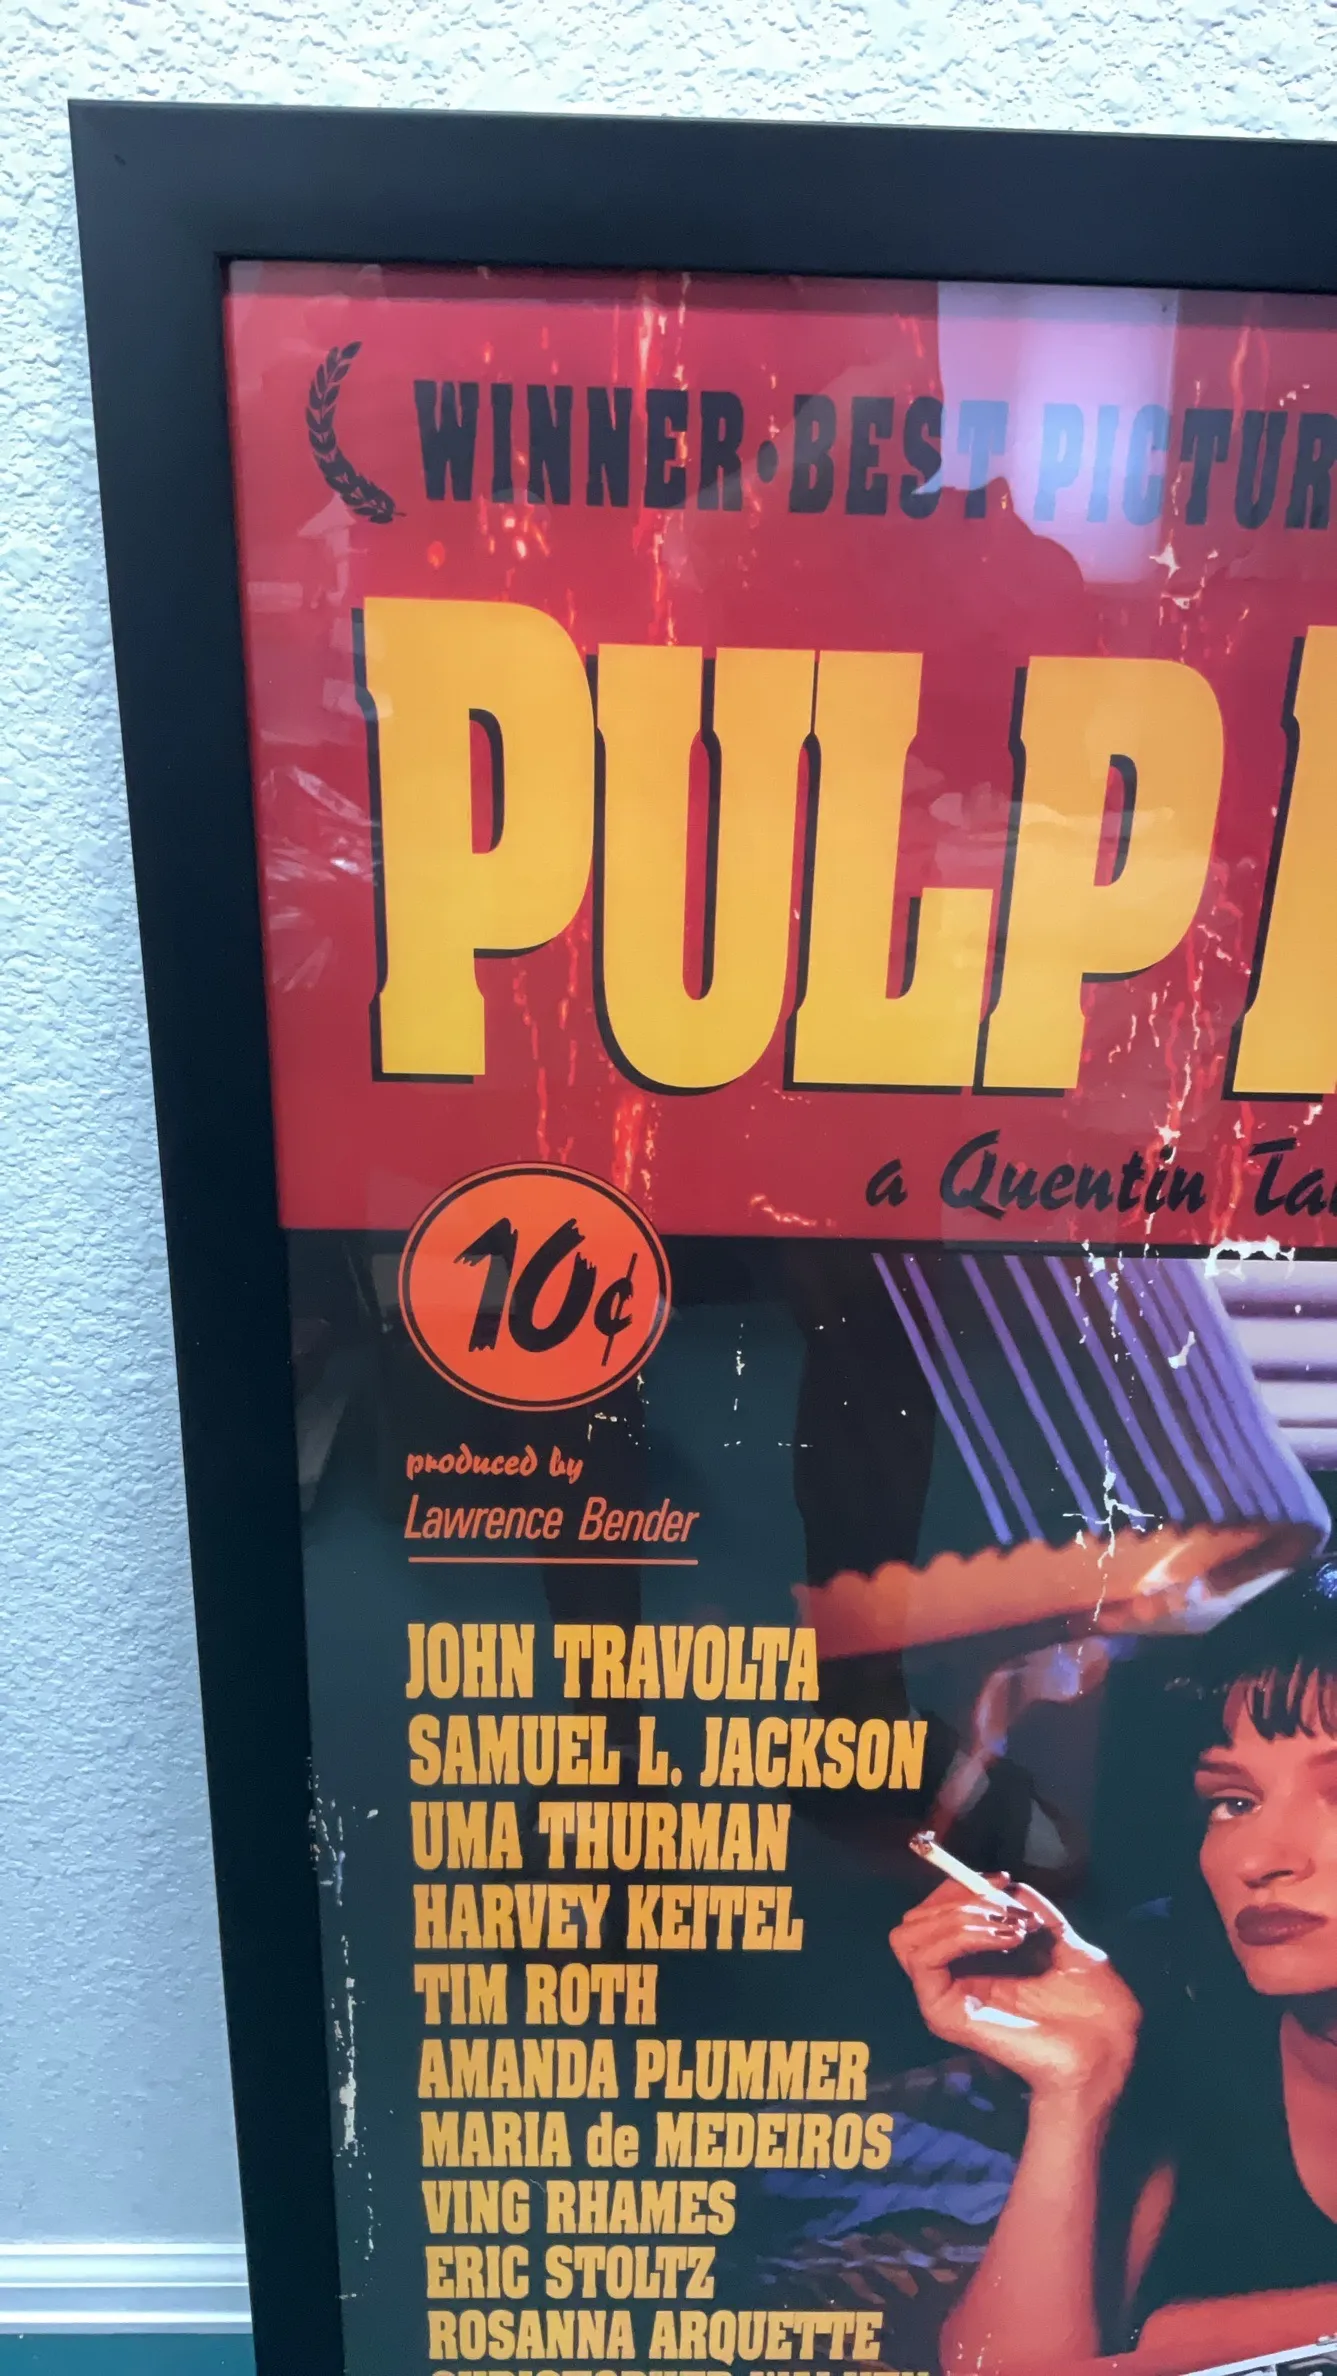 WINNER•BEST PICTUR
PULP
a Quentin Ta
10¢
produced by
Lawrence Bender
JOHN TRAVOLTA
SAMUEL L. JACKSON
UMA THURMAN
HARVEY KEITEL
TIM ROTH
AMANDA PLUMMER
MARIA de MEDEIROS
VING RHAMES
ERIC STOLTZ
ROSANNA ARQUETTE